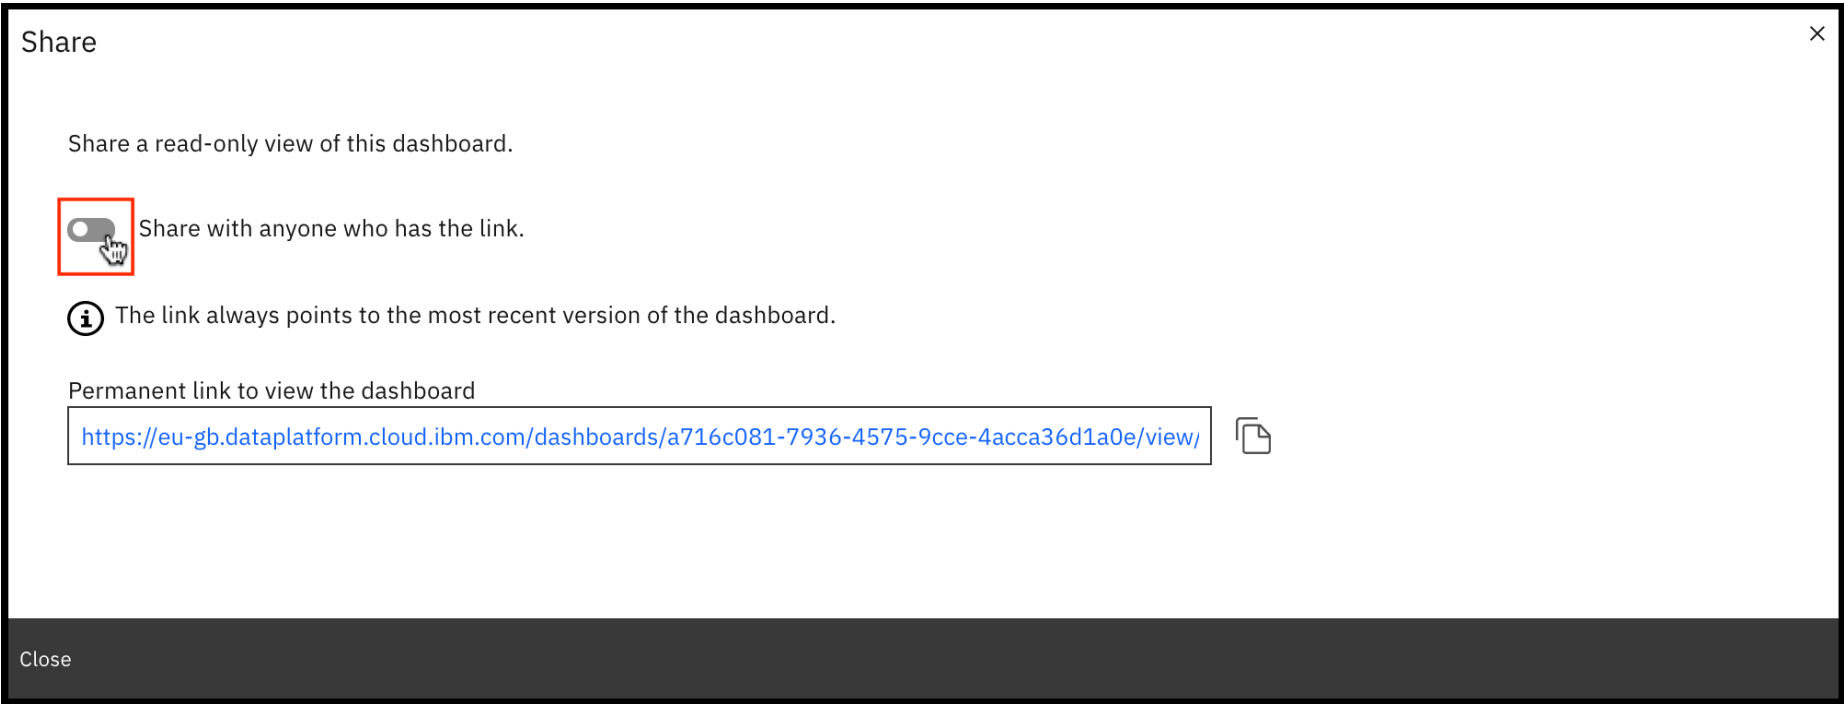 Share
Share a read-only view of this dashboard.
Share with anyone who has the link.
The link always points to the most recent version of the dashboard.
Permanent link to view the dashboard
https://eu-gb.dataplatform.cloud.ibm.com/dashboards/a716c081-7936-4575-9cce-4acca36d1a0e/view/
Close